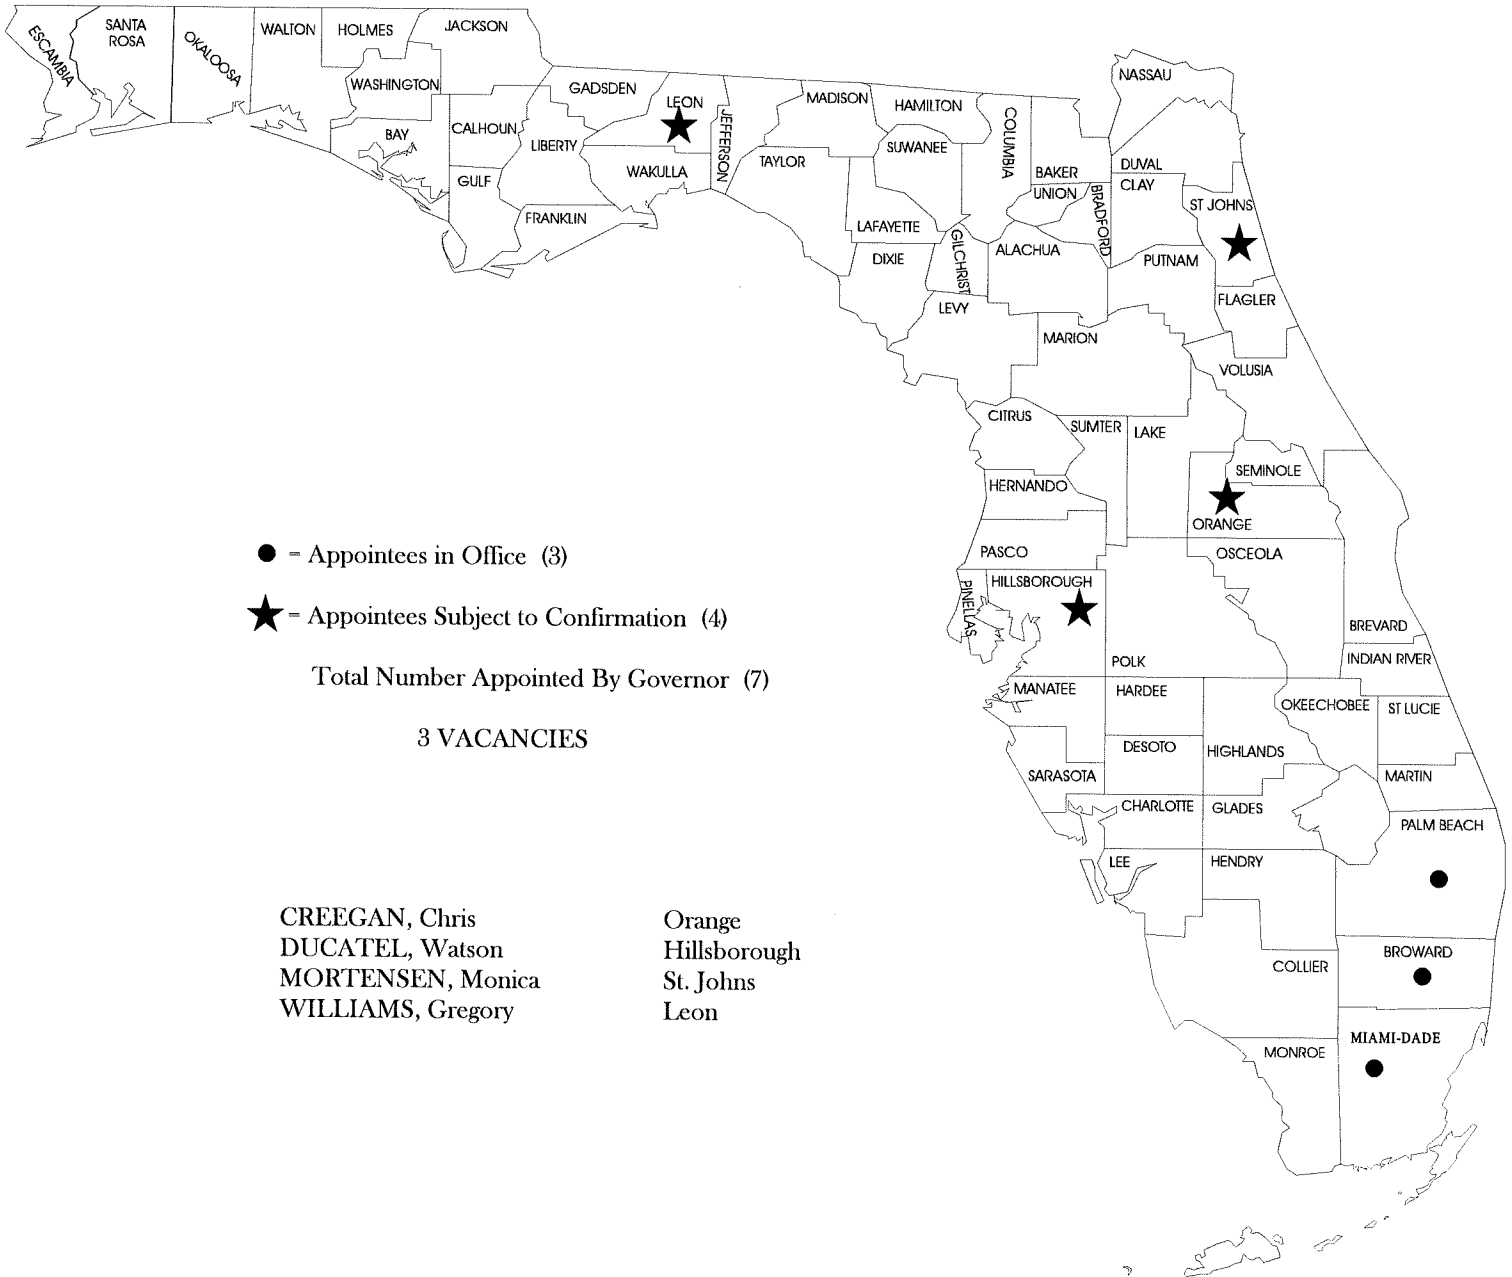 ESCAMBIA
SANTA
ROSA
OKALOOSA
WALTON
HOLMES
JACKSON
WASHINGTON
BAY
CALHOUN
GULF
LIBERTY
GADSDEN
FRANKLIN
LEON
WAKULLA
JEFFERSON
TAYLOR
MADISON
HAMILTON
SUWANEE
LAFAYETTE
DIXIE
COLUMBIA
GILCHRIST
BAKER
UNION
BRADFORD
ALACHUA
LEVY
NASSAU
DUVAL
CLAY
ST JOHNS
PUTNAM
FLAGLER
MARION
VOLUSIA
CITRUS
SUMTER
LAKE
SEMINOLE
HERNANDO
ORANGE
PASCO
OSCEOLA
PINELLAS
HILLSBOROUGH
BREVARD
POLK
INDIAN RIVER
MANATEE
HARDEE
OKEECHOBEE
ST LUCIE
DESOTO
HIGHLANDS
SARASOTA
MARTIN
CHARLOTTE
GLADES
PALM BEACH
LEE
HENDRY
BROWARD
COLLIER
MIAMI-DADE
MONROE
= Appointees in Office (3)
= Appointees Subject to Confirmation (4)
Total Number Appointed By Governor (7)
3 VACANCIES
CREEGAN, Chris Orange
DUCATEL, Watson Hillsborough
MORTENSEN, Monica St. Johns
WILLIAMS, Gregory Leon